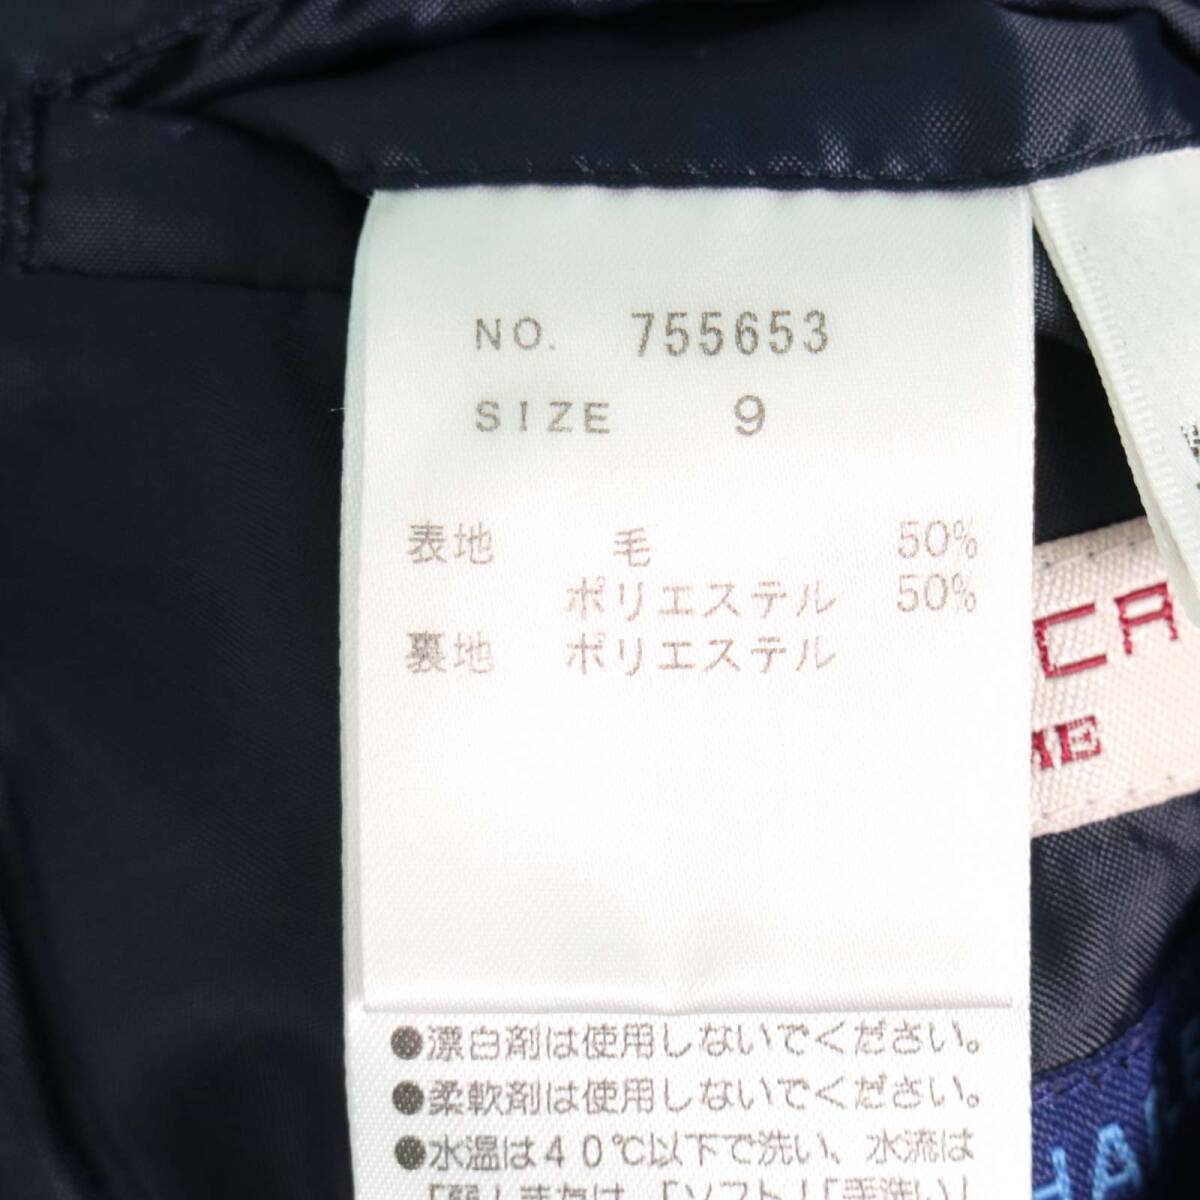 NO. 755653
SIZE 9
表地 毛 50%
ポリエステル 50%
裏地 ポリエステル
CA
ME
●漂白剤は使用しないでください。
●柔軟剤は使用しないでください。
●水温は40℃以下で洗い、水流は
HA